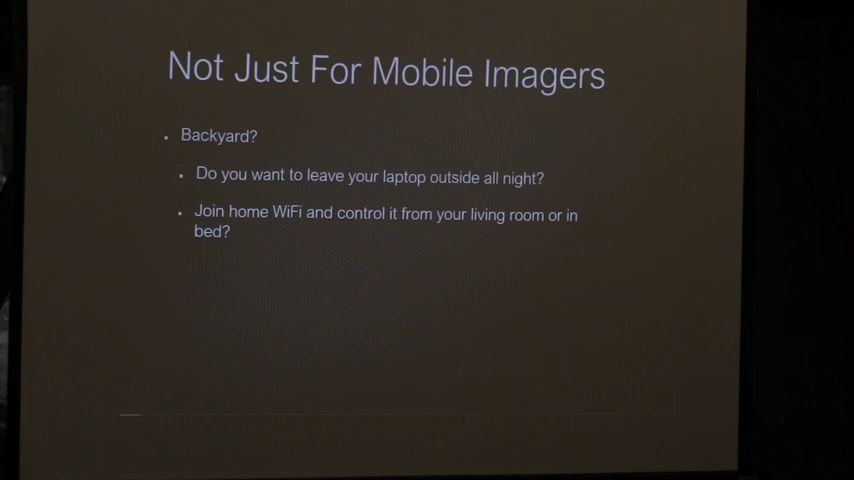 Not Just For Mobile Imagers
Backyard?
Do you want to leave your laptop outside all night?
Join home WiFi and control it from your living room or in
bed?